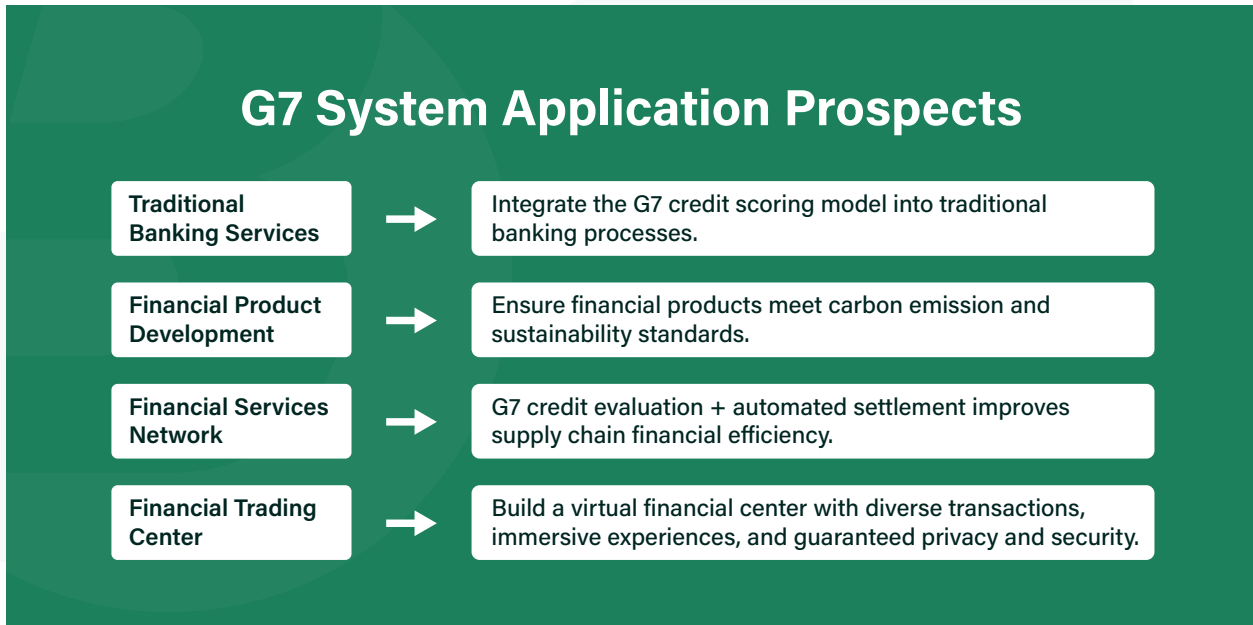 G7 System Application Prospects
Traditional
Banking Services
Integrate the G7 credit scoring model into traditional
banking processes.
Financial Product
Development
Ensure financial products meet carbon emission and
sustainability standards.
Financial Services
Network
G7 credit evaluation + automated settlement improves
supply chain financial efficiency.
Financial Trading
Center
Build a virtual financial center with diverse transactions,
immersive experiences, and guaranteed privacy and security.